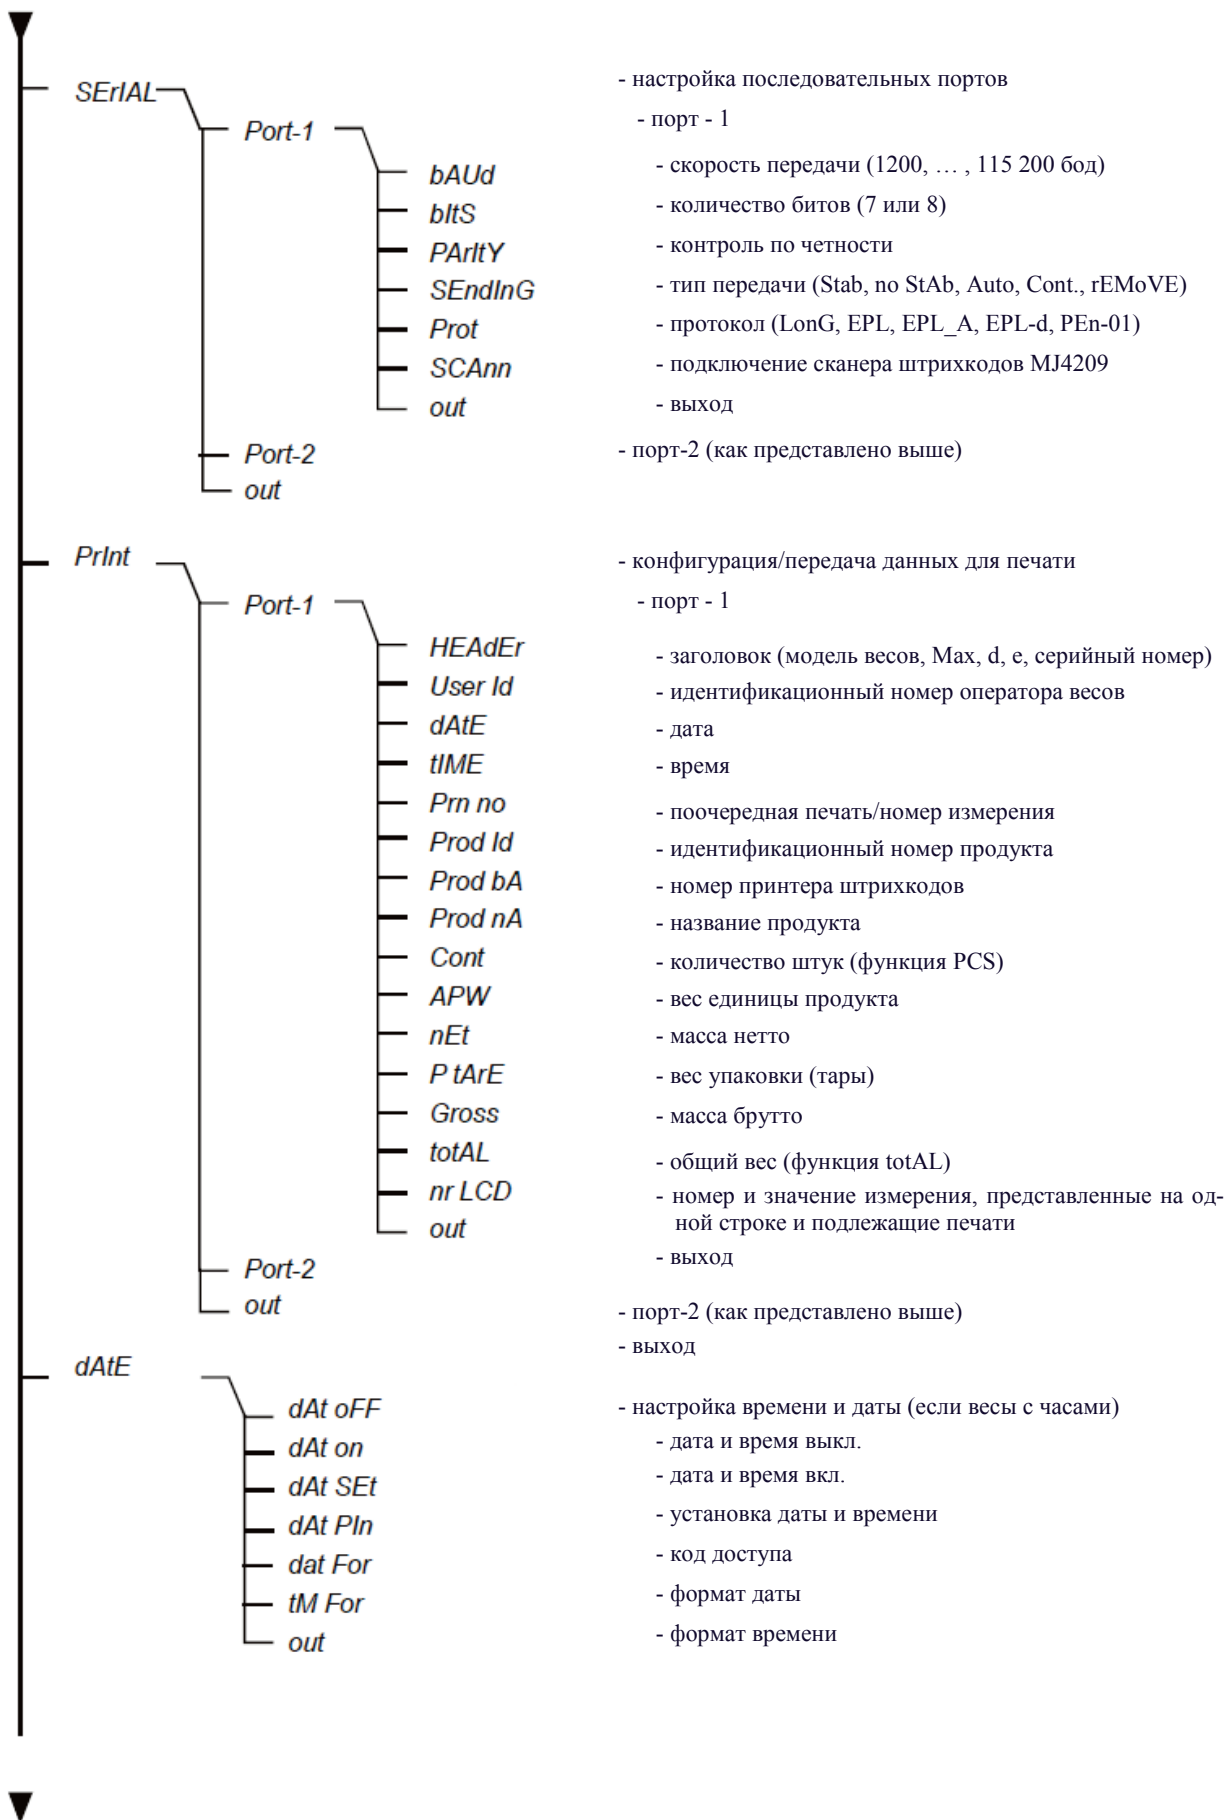 SErIAL - настройка последовательных портов
Port-1 - порт - 1
bAUd - скорость передачи (1200, … , 115 200 бод)
bItS - количество битов (7 или 8)
PArItY - контроль по четности
SEndInG - тип передачи (Stab, no StAb, Auto, Cont., rEMoVE)
Prot - протокол (LonG, EPL, EPL_A, EPL-d, PEn-01)
SCAnn - подключение сканера штрихкодов MJ4209
out - выход
Port-2 - порт-2 (как представлено выше)
out
PrInt - конфигурация/передача данных для печати
Port-1 - порт - 1
HEAdEr - заголовок (модель весов, Max, d, e, серийный номер)
User Id - идентификационный номер оператора весов
dAtE - дата
tIME - время
Prn no - поочередная печать/номер измерения
Prod Id - идентификационный номер продукта
Prod bA - номер принтера штрихкодов
Prod nA - название продукта
Cont - количество штук (функция PCS)
APW - вес единицы продукта
nEt - масса нетто
P tArE - вес упаковки (тары)
Gross - масса брутто
totAL - общий вес (функция totAL)
nr LCD - номер и значение измерения, представленные на од-
ной строке и подлежащие печати
out - выход
Port-2
out - порт-2 (как представлено выше)
- выход
dAtE
dAt oFF - настройка времени и даты (если весы с часами)
dAt on - дата и время выкл.
dAt SEt - дата и время вкл.
dAt PIn - установка даты и времени
dat For - код доступа
tM For - формат даты
out - формат времени